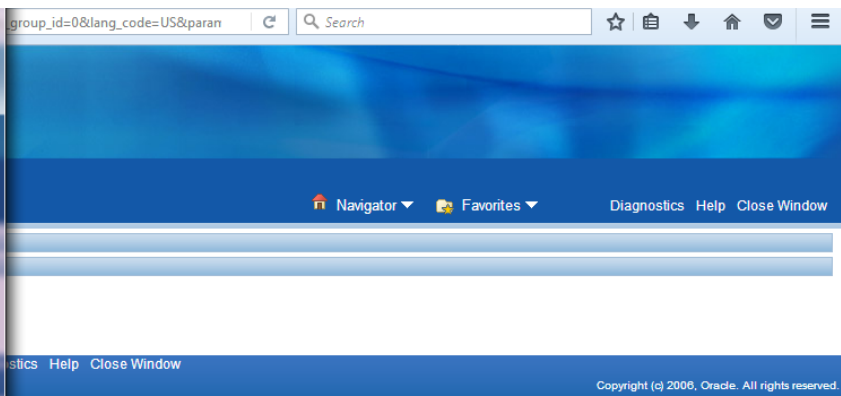 _group_id=0&lang_code=US&param
Search
Navigator Favorites Diagnostics Help Close Window
stics Help Close Window
Copyright (c) 2006, Oracle. All rights reserved.